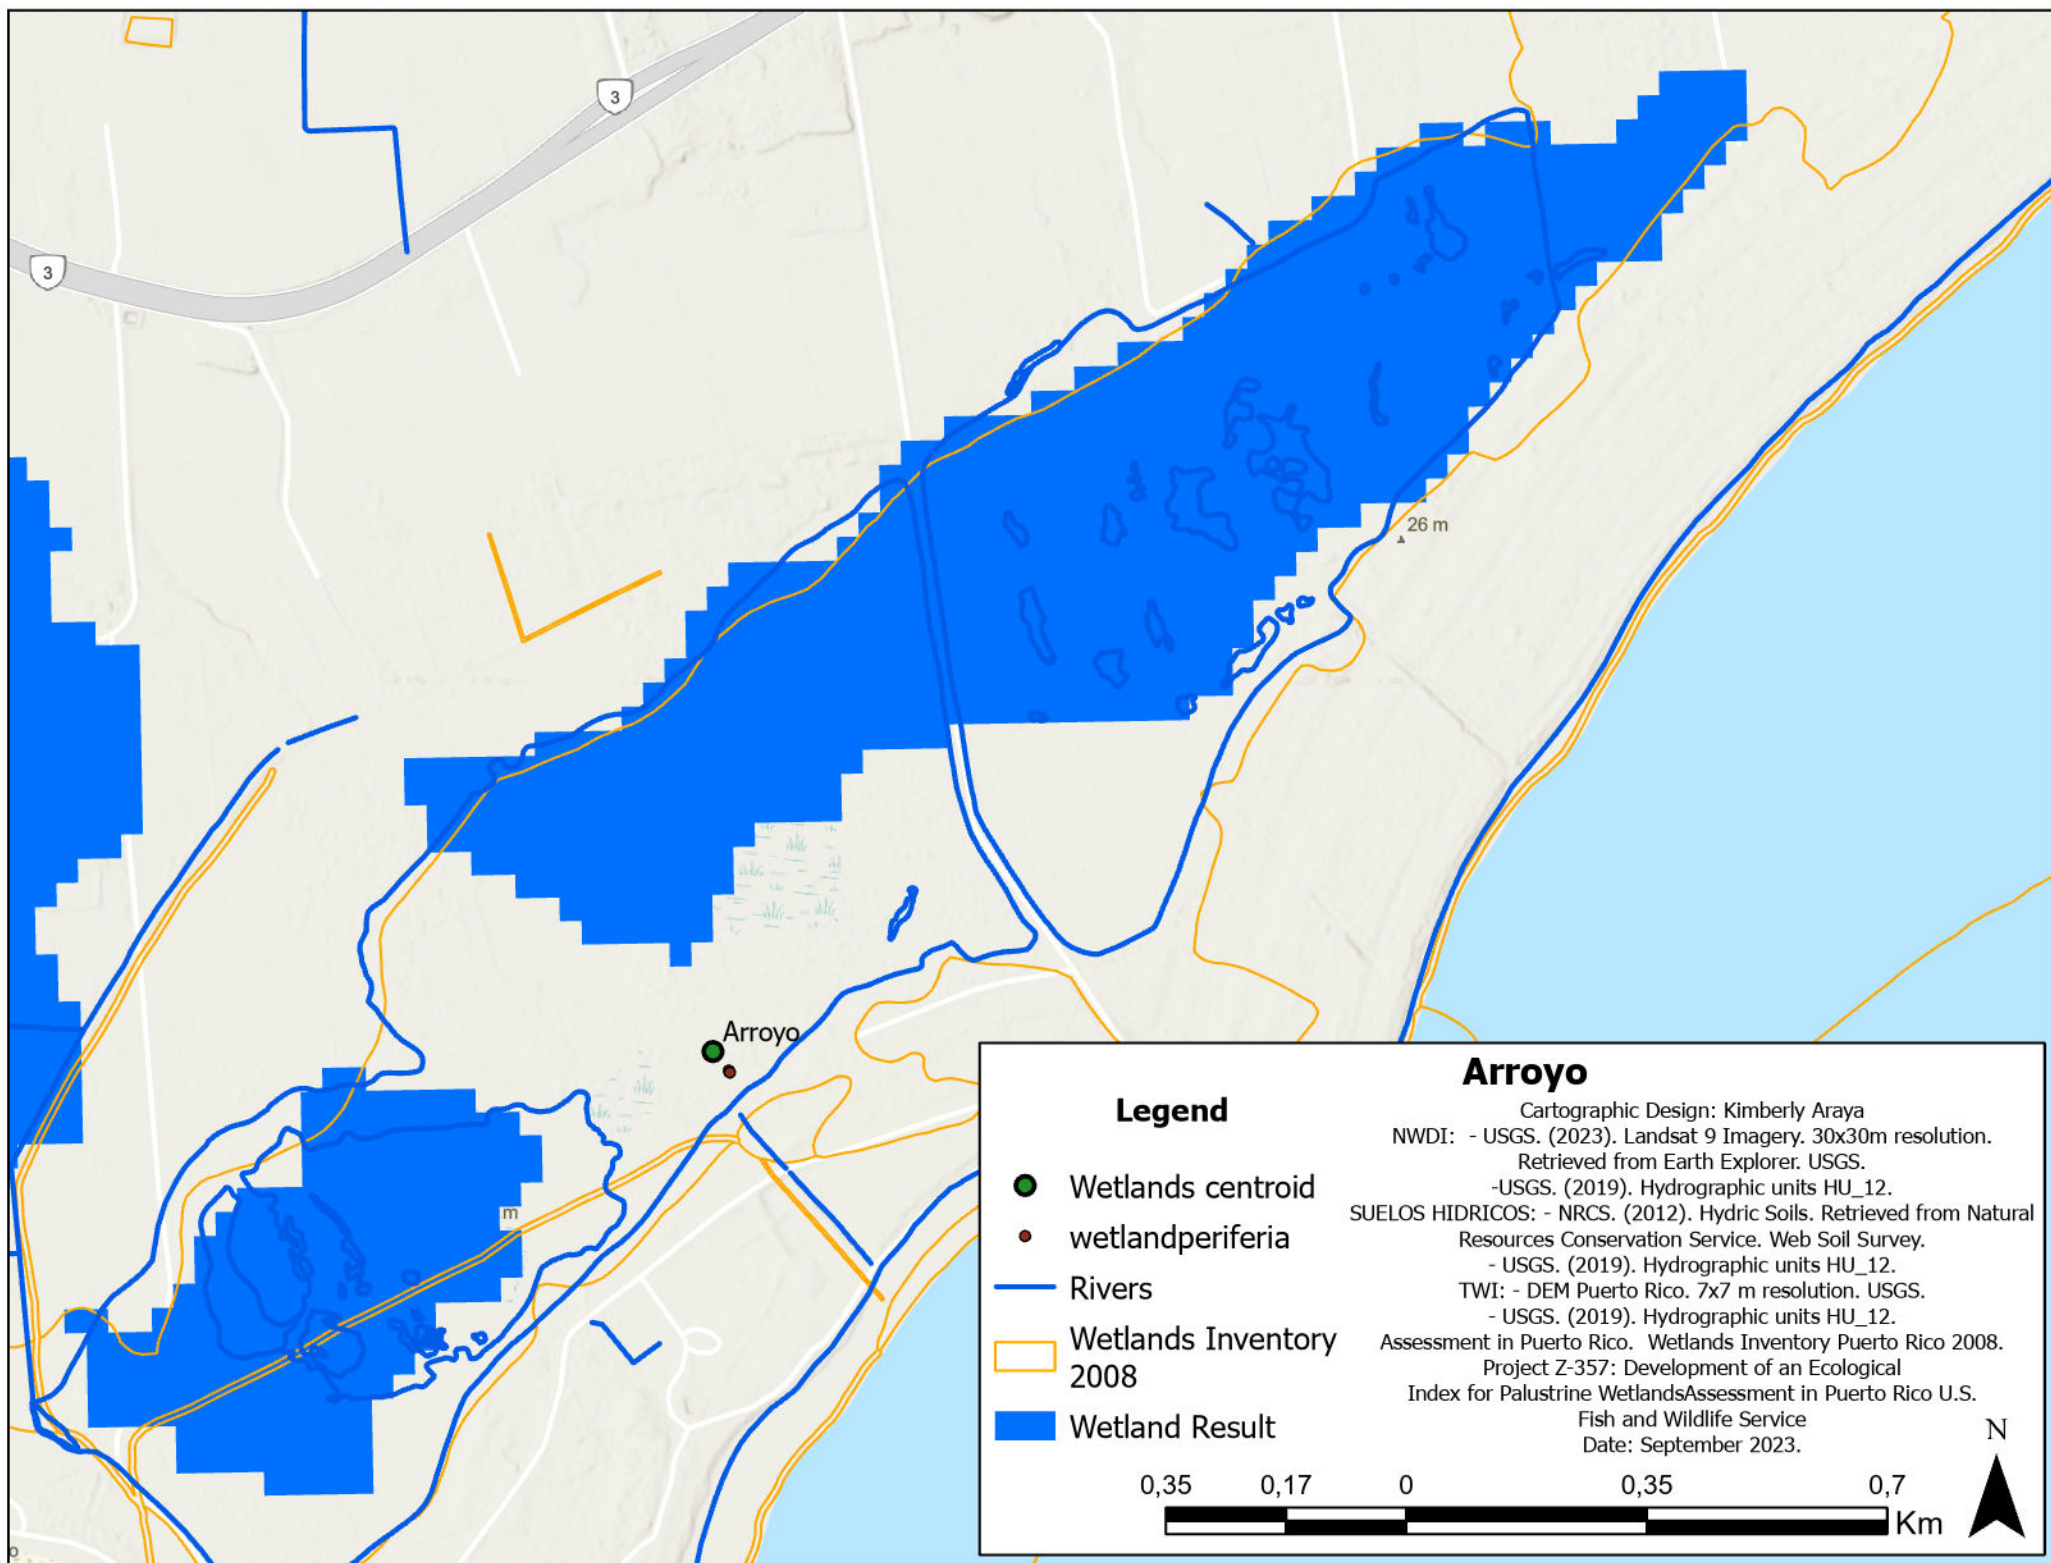 3
3
26 m
Arroyo
m
o
Arroyo
Legend
Wetlands centroid
wetlandperiferia
Rivers
Wetlands Inventory
2008
Wetland Result
Cartographic Design: Kimberly Araya
NWDI:  - USGS. (2023). Landsat 9 Imagery. 30x30m resolution.
Retrieved from Earth Explorer. USGS.
-USGS. (2019). Hydrographic units HU_12.
SUELOS HIDRICOS: - NRCS. (2012). Hydric Soils. Retrieved from Natural
Resources Conservation Service. Web Soil Survey.
- USGS. (2019). Hydrographic units HU_12.
TWI: - DEM Puerto Rico. 7x7 m resolution. USGS.
- USGS. (2019). Hydrographic units HU_12.
Assessment in Puerto Rico.  Wetlands Inventory Puerto Rico 2008.
Project Z-357: Development of an Ecological
Index for Palustrine WetlandsAssessment in Puerto Rico U.S.
Fish and Wildlife Service
Date: September 2023.
N
0,35 0,17 0 0,35 0,7
Km